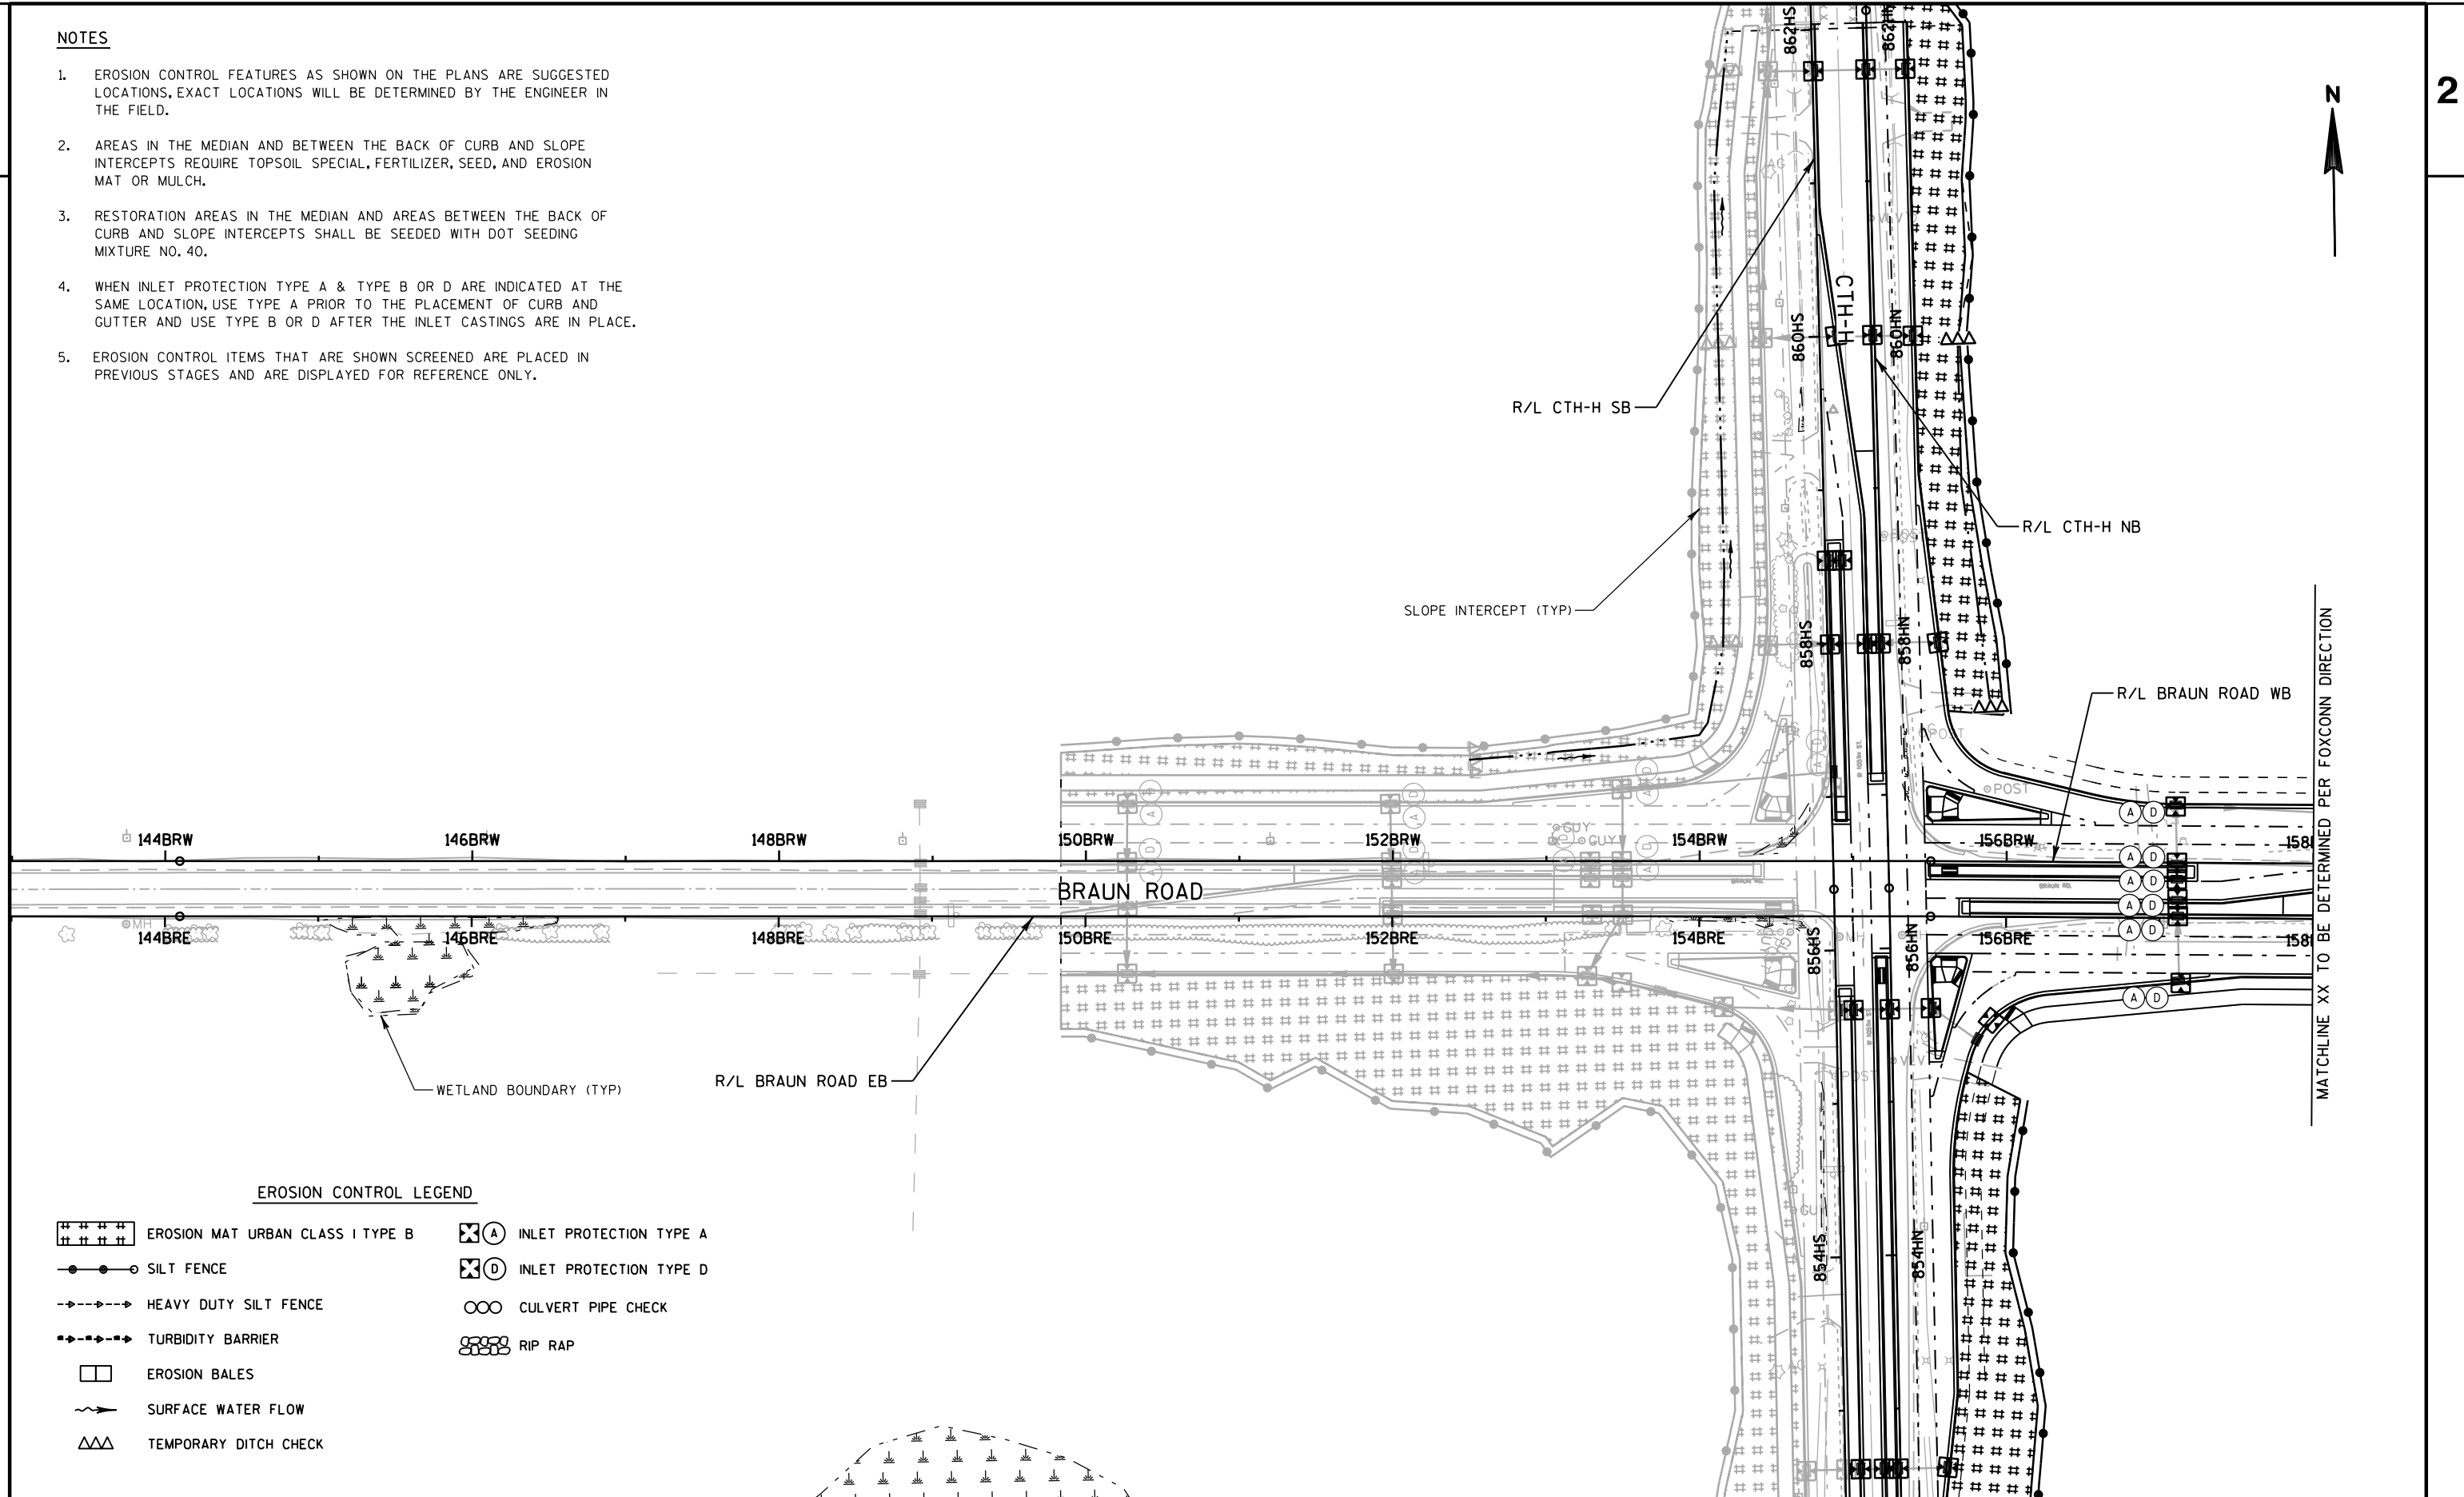 NOTES
1. EROSION CONTROL FEATURES AS SHOWN ON THE PLANS ARE SUGGESTED
LOCATIONS, EXACT LOCATIONS WILL BE DETERMINED BY THE ENGINEER IN
THE FIELD.
2. AREAS IN THE MEDIAN AND BETWEEN THE BACK OF CURB AND SLOPE
INTERCEPTS REQUIRE TOPSOIL SPECIAL, FERTILIZER, SEED, AND EROSION
MAT OR MULCH.
3. RESTORATION AREAS IN THE MEDIAN AND AREAS BETWEEN THE BACK OF
CURB AND SLOPE INTERCEPTS SHALL BE SEEDED WITH DOT SEEDING
MIXTURE NO. 40.
4. WHEN INLET PROTECTION TYPE A & TYPE B OR D ARE INDICATED AT THE
SAME LOCATION, USE TYPE A PRIOR TO THE PLACEMENT OF CURB AND
GUTTER AND USE TYPE B OR D AFTER THE INLET CASTINGS ARE IN PLACE.
5. EROSION CONTROL ITEMS THAT ARE SHOWN SCREENED ARE PLACED IN
PREVIOUS STAGES AND ARE DISPLAYED FOR REFERENCE ONLY.
2
N
862HS
862HN
CTH-H
860HS
860HN
R/L CTH-H SB
R/L CTH-H NB
SLOPE INTERCEPT (TYP)
858HS
858HN
R/L BRAUN ROAD WB
MATCHLINE XX TO BE DETERMINED PER FOXCONN DIRECTION
POST
A D
GUY
GUY
144BRW
146BRW
148BRW
150BRW
152BRW
154BRW
156BRW
A D
A D
BRAUN ROAD
A D
A D
MH
144BRE
146BRE
148BRE
150BRE
152BRE
154BRE
156BRE
856HS
856HN
A D
WETLAND BOUNDARY (TYP)
R/L BRAUN ROAD EB
854HS
854HN
EROSION CONTROL LEGEND
EROSION MAT URBAN CLASS I TYPE B
SILT FENCE
HEAVY DUTY SILT FENCE
TURBIDITY BARRIER
EROSION BALES
SURFACE WATER FLOW
TEMPORARY DITCH CHECK
A INLET PROTECTION TYPE A
D INLET PROTECTION TYPE D
CULVERT PIPE CHECK
RIP RAP